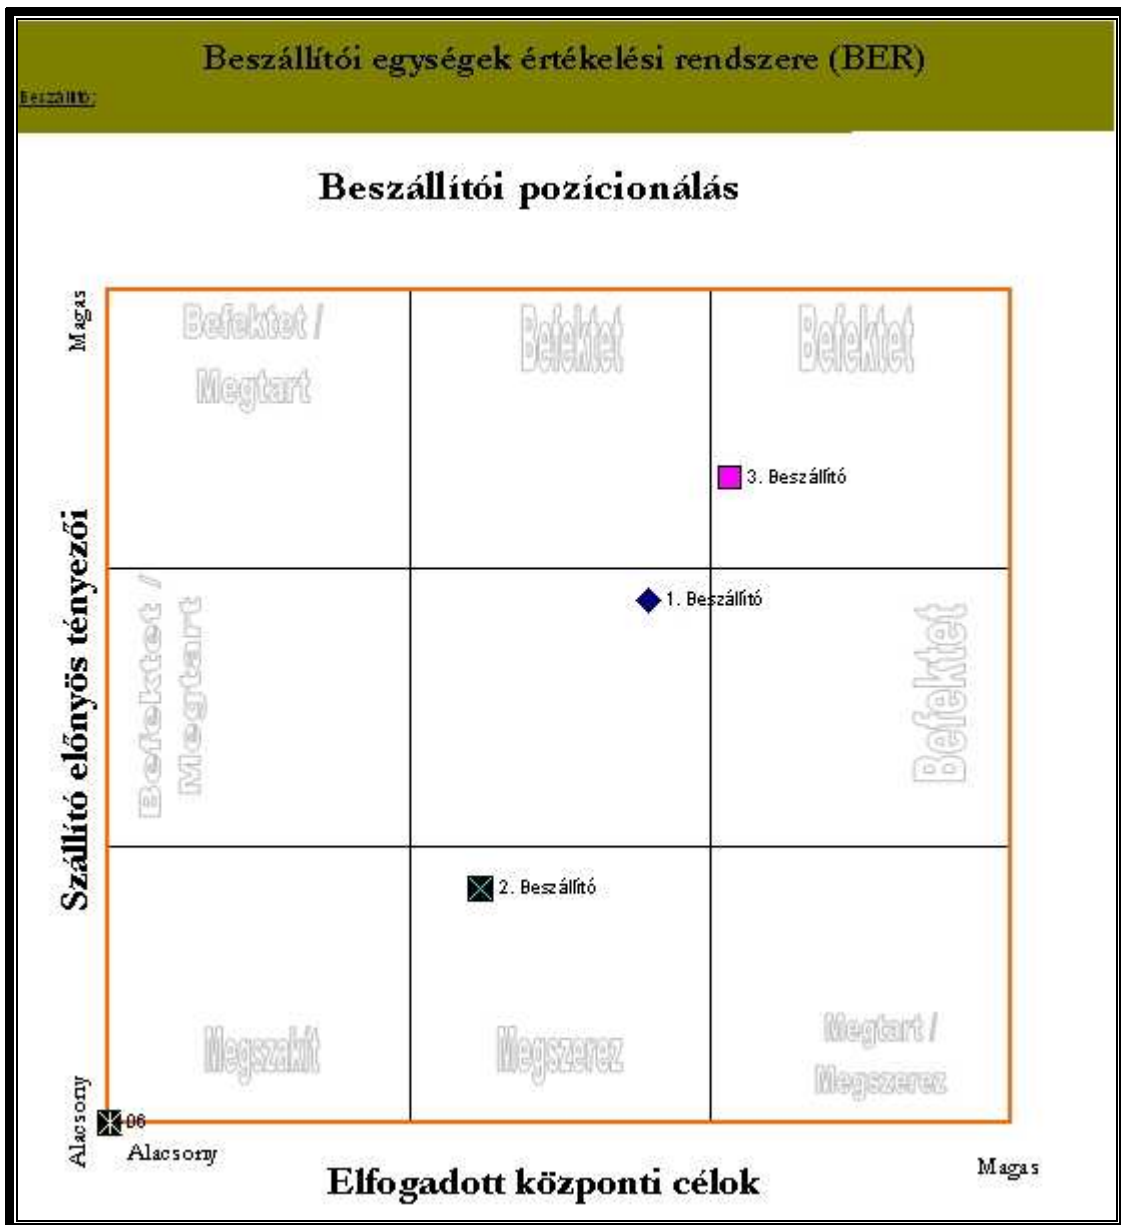 Beszállítói egységek értékelési rendszere (BER)
Beszállító:
Beszállítói pozícionálás
Magas
Befektet /
Megtart
Befektet
Befektet
3. Beszállító
Szállító előnyös tényezői
Befektet /
Megtart
1. Beszállító
Befektet
2. Beszállító
Megszakít
Megszerez
Megtart /
Megszerez
Alacsony
96
Alacsony
Magas
Elfogadott központi célok